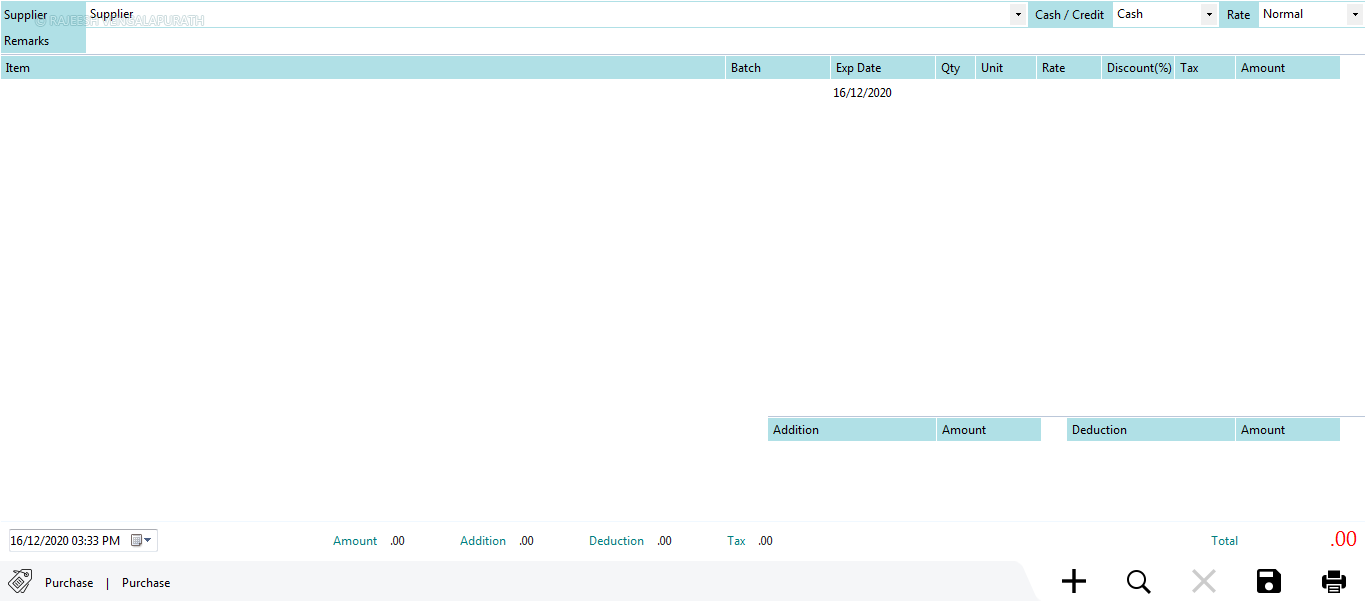 Supplier Supplier Cash / Credit Cash Rate Normal
© RAJEESH
Remarks
Item Batch Exp Date Qty Unit Rate Discount(%) Tax Amount
16/12/2020
Addition Amount Deduction Amount
16/12/2020 03:33 PM Amount .00 Addition .00 Deduction .00 Tax .00 Total .00
Purchase | Purchase